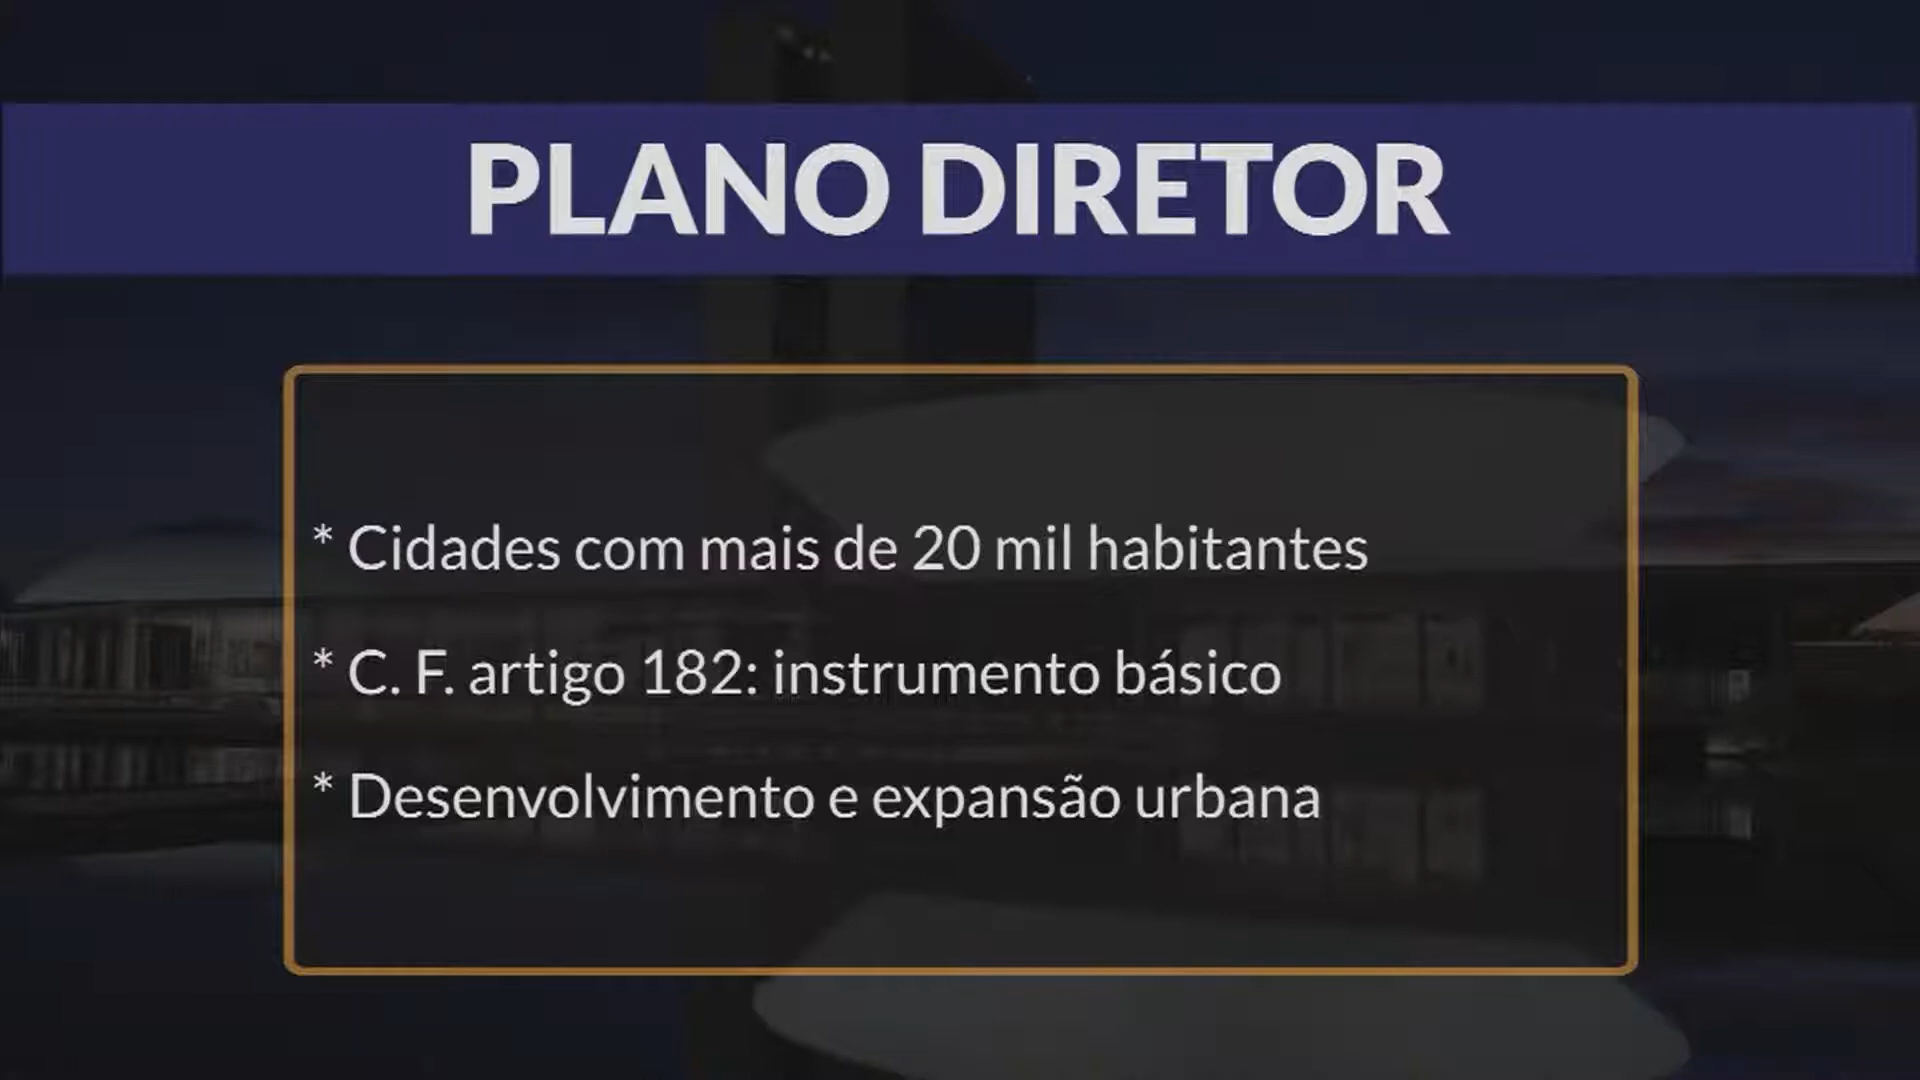 PLANO DIRETOR
* Cidades com mais de 20 mil habitantes
* C. F. artigo 182: instrumento básico
* Desenvolvimento e expansão urbana